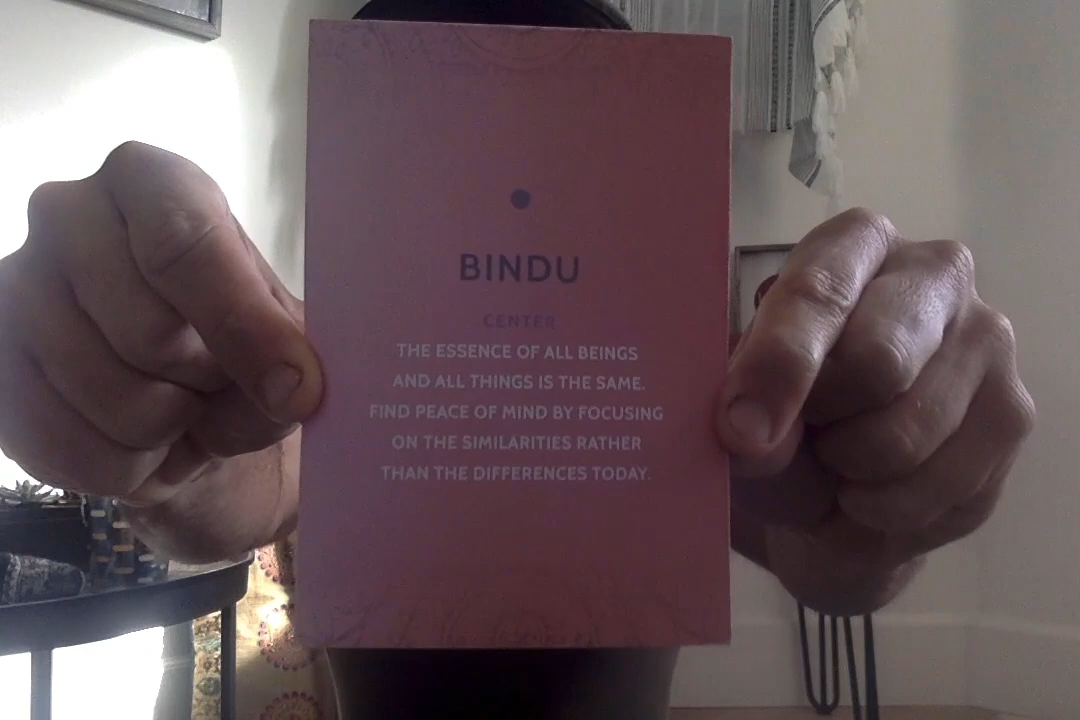 BINDU
CENTER
THE ESSENCE OF ALL BEINGS
AND ALL THINGS IS THE SAME.
FIND PEACE OF MIND BY FOCUSING
ON THE SIMILARITIES RATHER
THAN THE DIFFERENCES TODAY.